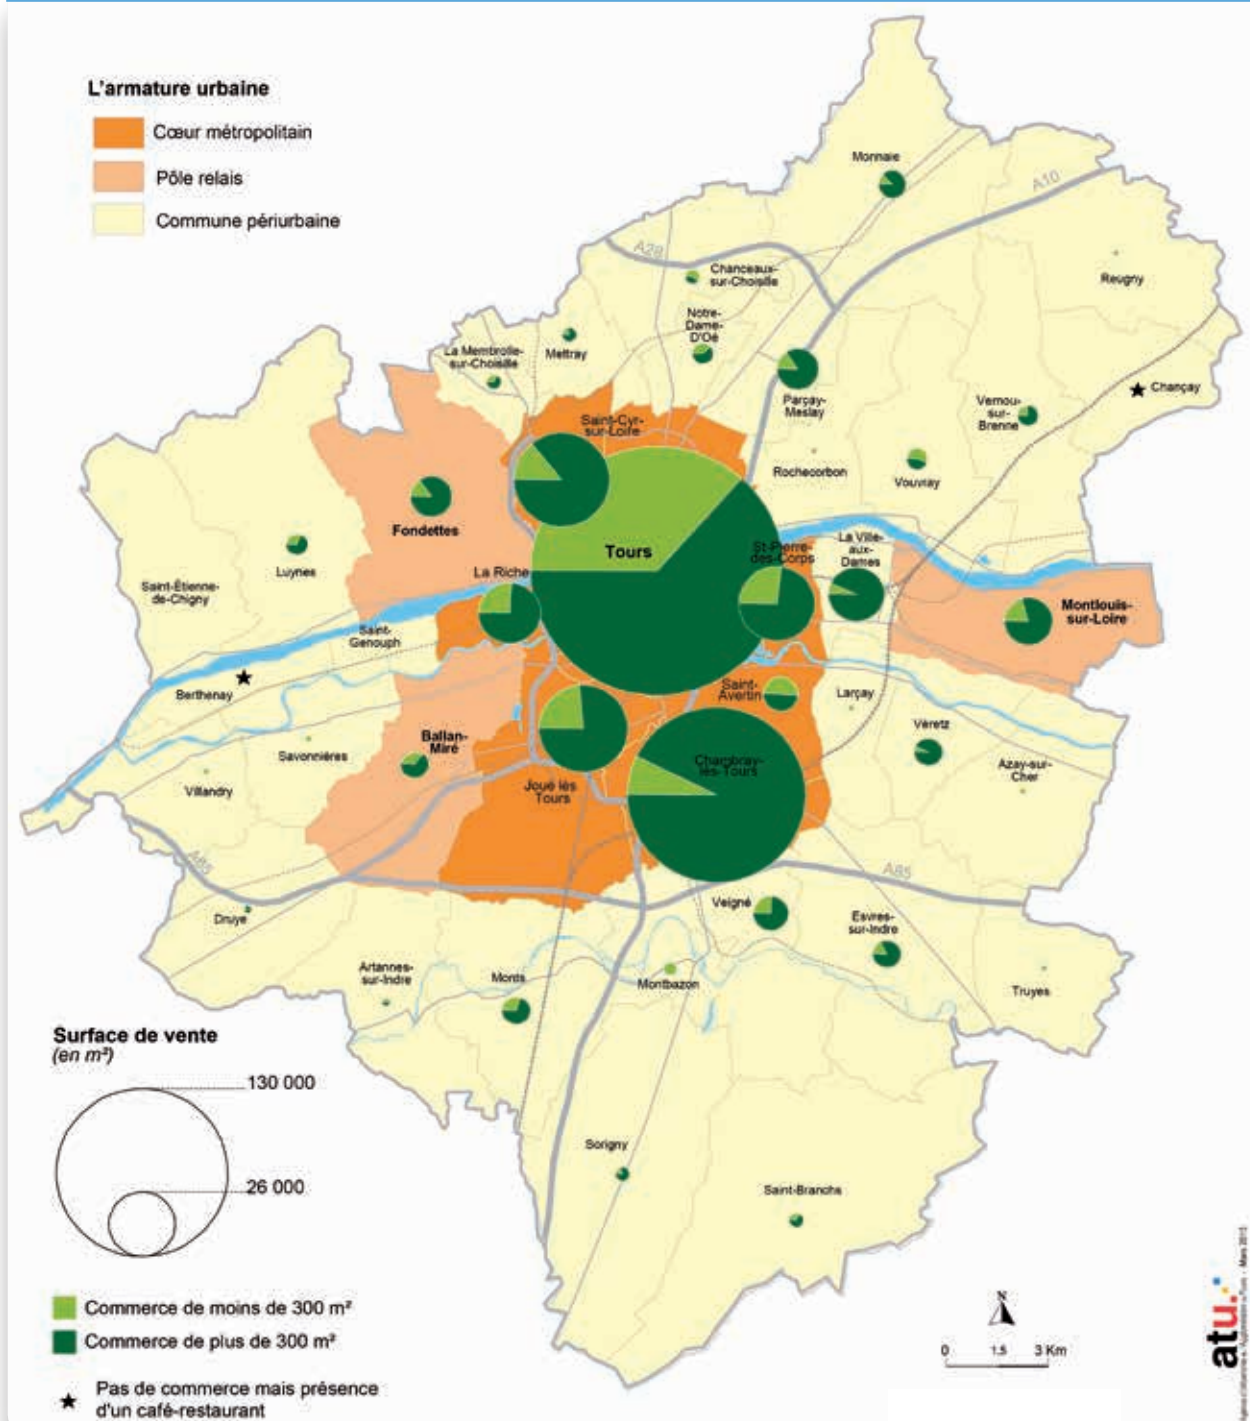 L'armature urbaine
Cœur métropolitain
Pôle relais
Commune périurbaine
Monnaie
A10
A28
Chanceaux-
sur-Choisille
Reugny
Notre-
Dame-
D'Oé
Mettray
La Membrolle-
sur-Choisille
Parçay-
Meslay
Chançay
Vernou-
sur-
Brenne
Saint-Cyr-
sur-Loire
Rochecorbon
Vouvray
Fondettes
Tours
St-Pierre-
des-Corps
La Ville-
aux-
Dames
Luynes
La Riche
Saint-Étienne-
de-Chigny
Montlouis-
sur-Loire
Saint-
Genouph
Berthenay
Saint-
Avertin
Larçay
Véretz
Savonnières
Ballan-
Miré
Chambray-
lès-Tours
Azay-sur-
Cher
Villandry
Joué lès
Tours
A85
A85
Druye
Veigné
Esvres-
sur-Indre
Artannes-
sur-Indre
Monts
Montbazon
Truyes
Surface de vente
(en m²)
130 000
26 000
Sorigny
Saint-Branchs
Commerce de moins de 300 m²
Commerce de plus de 300 m²
Pas de commerce mais présence
d'un café-restaurant
N
0 1,5 3 Km
atu.